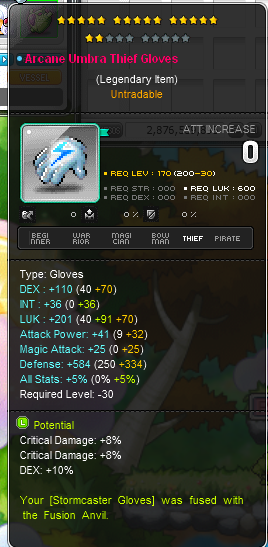 Arcane Umbra Thief Gloves
(Legendary Item)
Untradable
ATT INCREASE
0
REQ LEV : 170 (200-30)
REQ STR : 000 REQ LUK : 600
REQ DEX : 000 REQ INT : 000
0 0 % 0 %
BEGINNER WARRIOR MAGICIAN BOWMAN THIEF PIRATE
Type: Gloves
DEX : +110 (40 +70)
INT : +36 (0 +36)
LUK : +201 (40 +91 +70)
Attack Power: +41 (9 +32)
Magic Attack: +25 (0 +25)
Defense: +584 (250 +334)
All Stats: +5% (0% +5%)
Required Level: -30
L Potential
Critical Damage: +8%
Critical Damage: +8%
DEX: +10%
Your [Stormcaster Gloves] was fused with
the Fusion Anvil.